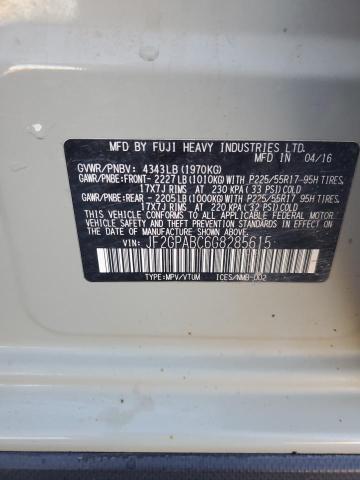 MFD BY FUJI HEAVY INDUSTRIES LTD.
MFD IN 04/16
GVWR/PNBV: 4343LB (1970KG)
GAWR/PNBE:FRONT- 2227LB(1010KG)WITH P225/55R17-95H TIRES,
17X7J RIMS AT 230 KPA (33 PSI)COLD
GAWR/PNBE:REAR - 2205LB(1000KG)WITH P225/55R17 95H TIRES,
17X7J RIMS AT 220 KPA (32 PSI)COLD
THIS VEHICLE CONFORMS TO ALL APPLICABLE FEDERAL MOTOR
VEHICLE SAFETY, BUMPER, AND THEFT PREVENTION STANDARDS
IN EFFECT ON THE DATE OF MANUFACTURE SHOWN ABOVE.
VIN: JF2GPABC6G8285615
TYPE:MPV/VTUM ICES/NMB-002